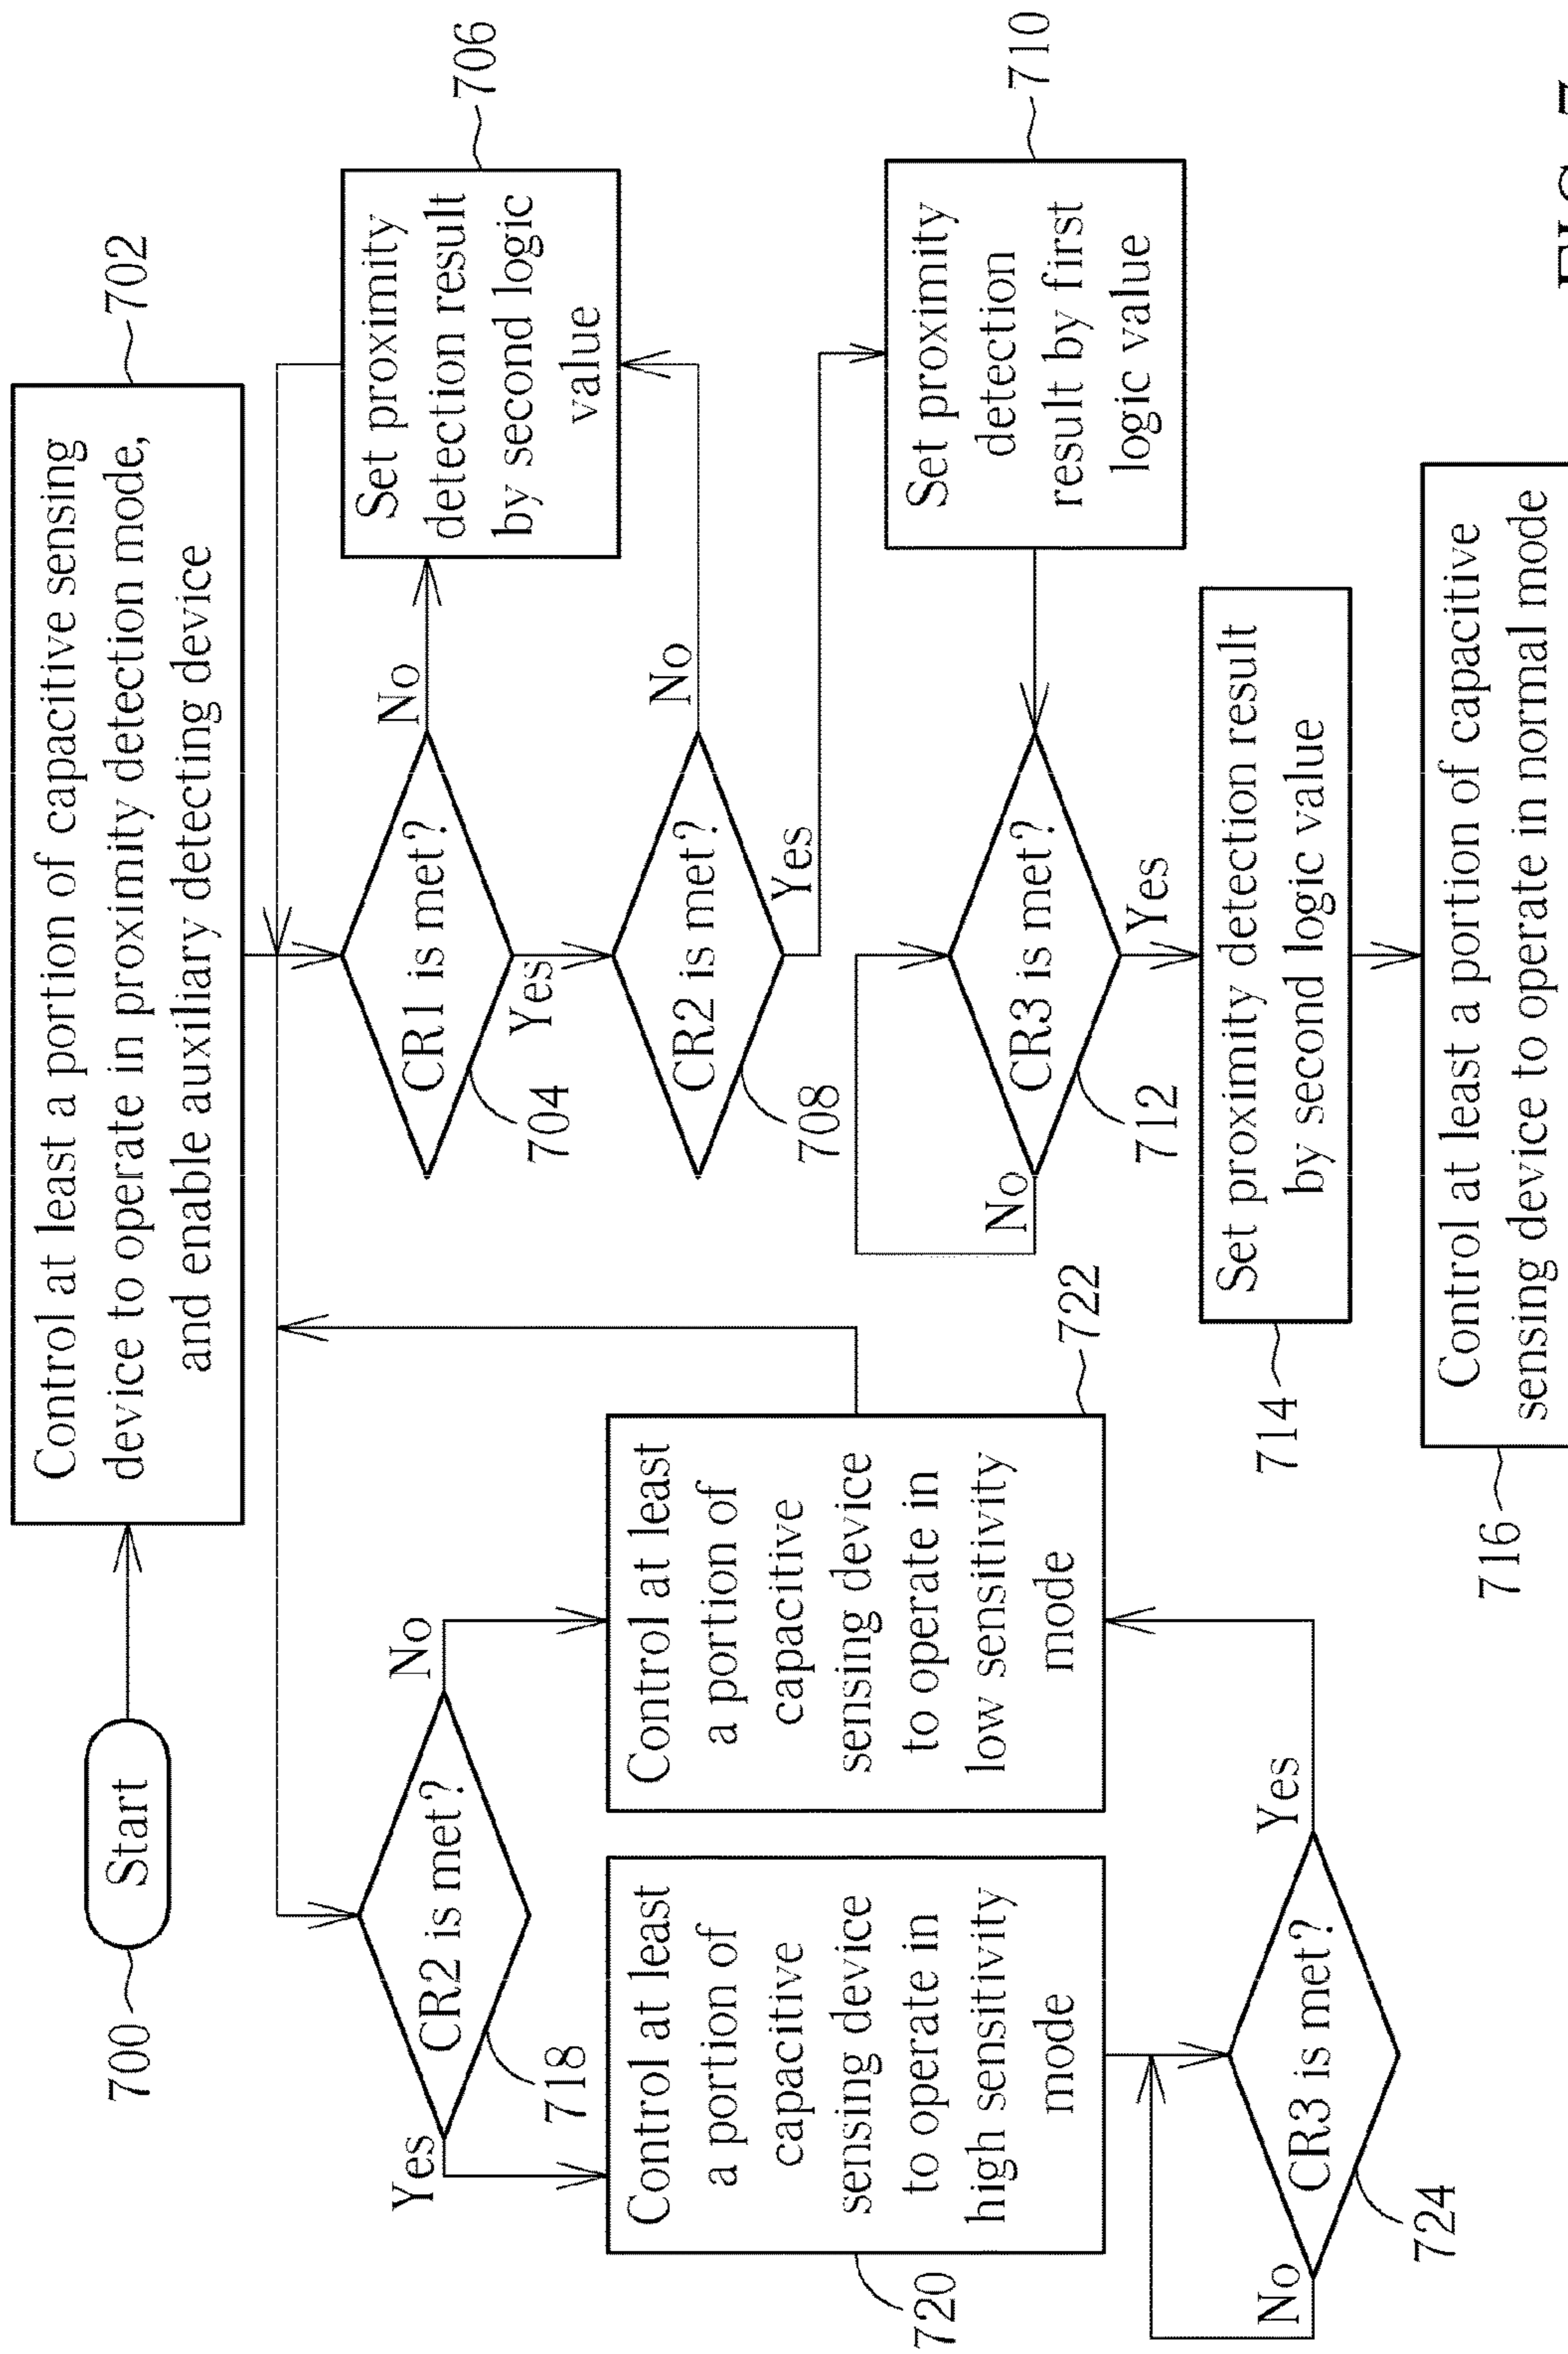 700
Start
Control at least a portion of capacitive sensing
device to operate in proximity detection mode,
and enable auxiliary detecting device
702
CR1 is met?
704
No
Yes
Set proximity
detection result
by second logic
value
706
CR2 is met?
708
No
Yes
Set proximity
detection
result by first
logic value
710
CR3 is met?
712
No
Yes
Set proximity detection result
by second logic value
714
Control at least a portion of capacitive
sensing device to operate in normal mode
716
CR2 is met?
718
Yes
No
Control at least
a portion of
capacitive
sensing device
to operate in
high sensitivity
mode
720
Control at least
a portion of
capacitive
sensing device
to operate in
low sensitivity
mode
722
CR3 is met?
724
No
Yes